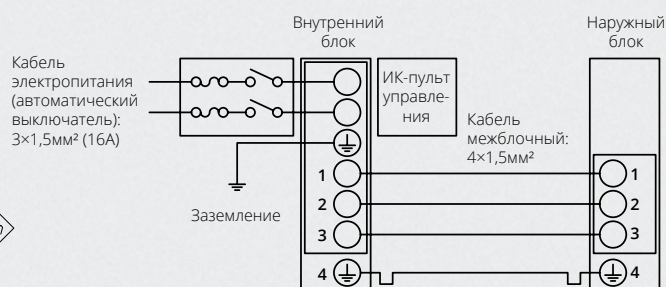 Внутренний
блок
Наружный
блок
Кабель
электропитания
(автоматический
выключатель):
3×1,5мм² (16А)
ИК-пульт
управле-
ния
Кабель
межблочный:
4×1,5мм²
Заземление
1
2
3
4
1
2
3
4